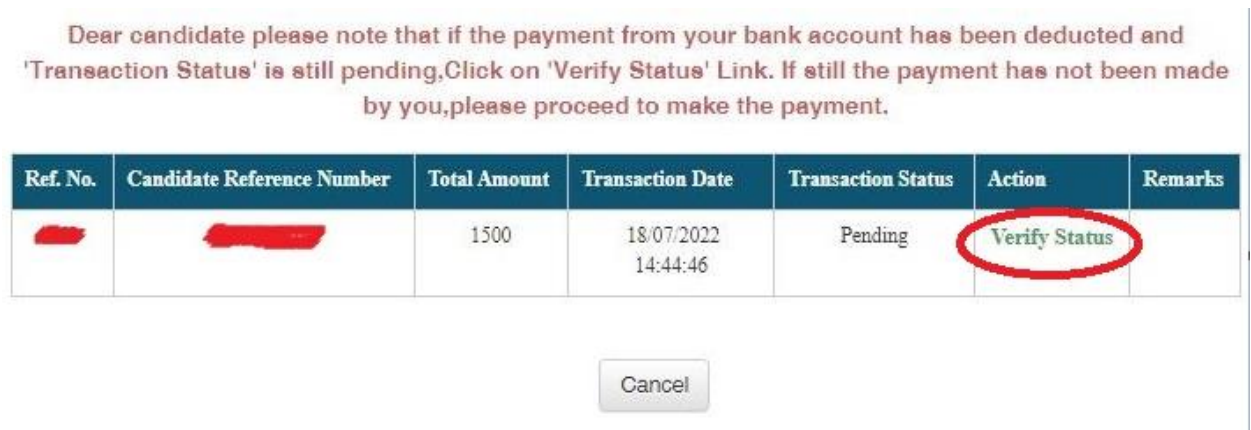 Dear candidate please note that if the payment from your bank account has been deducted and
'Transaction Status' is still pending,Click on 'Verify Status' Link. If still the payment has not been made
by you,please proceed to make the payment.
Ref. No. Candidate Reference Number Total Amount Transaction Date Transaction Status Action Remarks
1500 18/07/2022 Pending Verify Status
14:44:46
Cancel